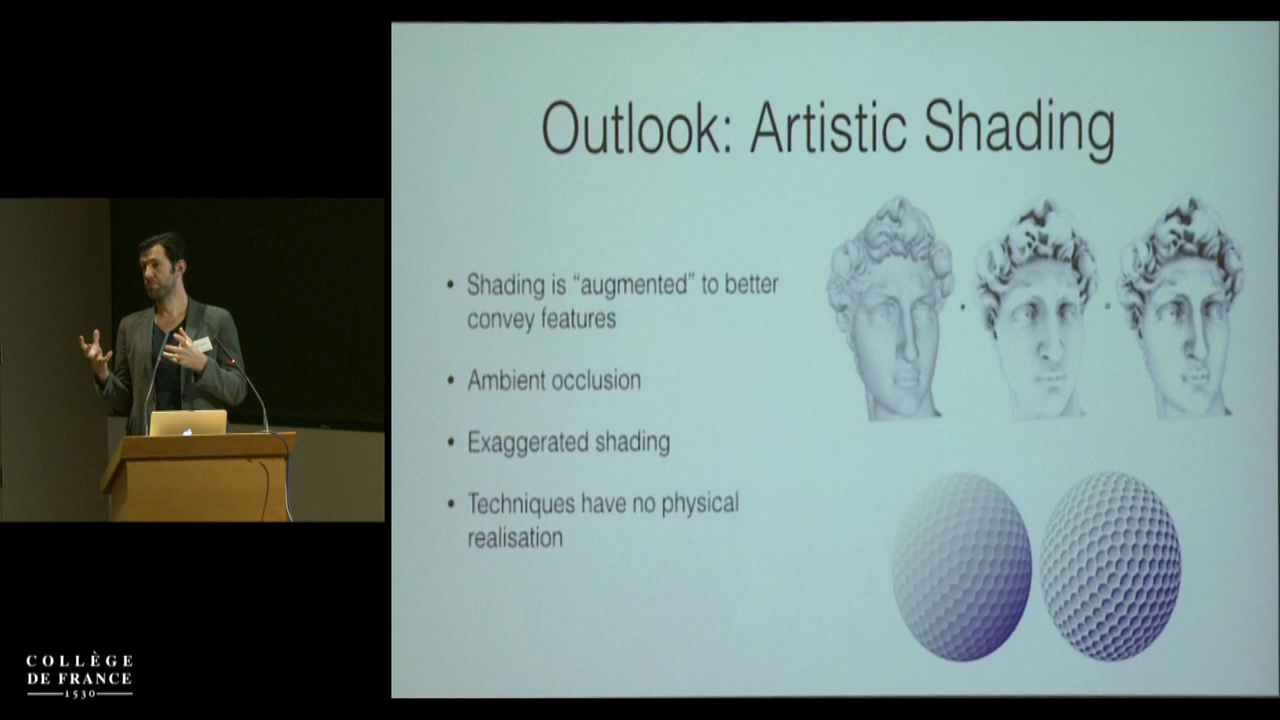 Outlook: Artistic Shading
• Shading is “augmented” to better
convey features
• Ambient occlusion
• Exaggerated shading
• Techniques have no physical
realisation
COLLÈGE
DE FRANCE
1530